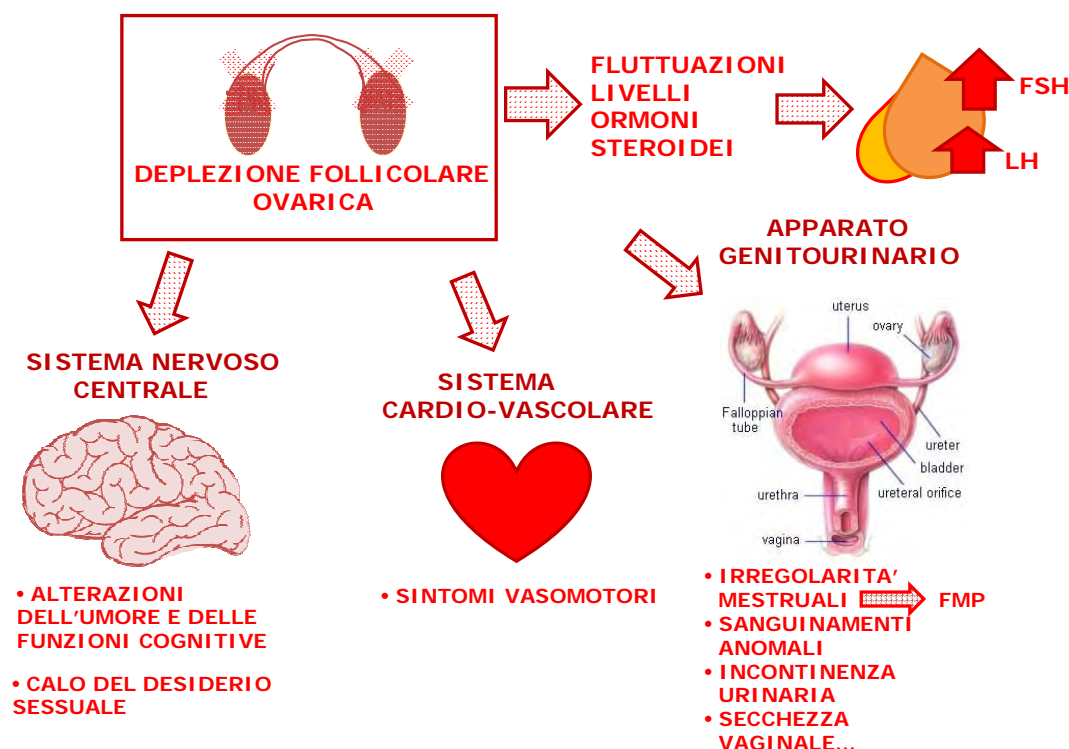 DEPLEZIONE FOLLICOLARE
OVARICA
FLUTTUAZIONI
LIVELLI
ORMONI
STEROIDEI
FSH
LH
SISTEMA NERVOSO
CENTRALE
• ALTERAZIONI
DELL'UMORE E DELLE
FUNZIONI COGNITIVE
• CALO DEL DESIDERIO
SESSUALE
SISTEMA
CARDIO-VASCOLARE
• SINTOMI VASOMOTORI
APPARATO
GENITOURINARIO
uterus
ovary
Falloppian
tube
ureter
bladder
ureteral orifice
urethra
vagina
• IRREGOLARITA'
MESTRUALI
FMP
• SANGUINAMENTI
ANOMALI
• INCONTINENZA
URINARIA
• SECCHEZZA
VAGINALE...